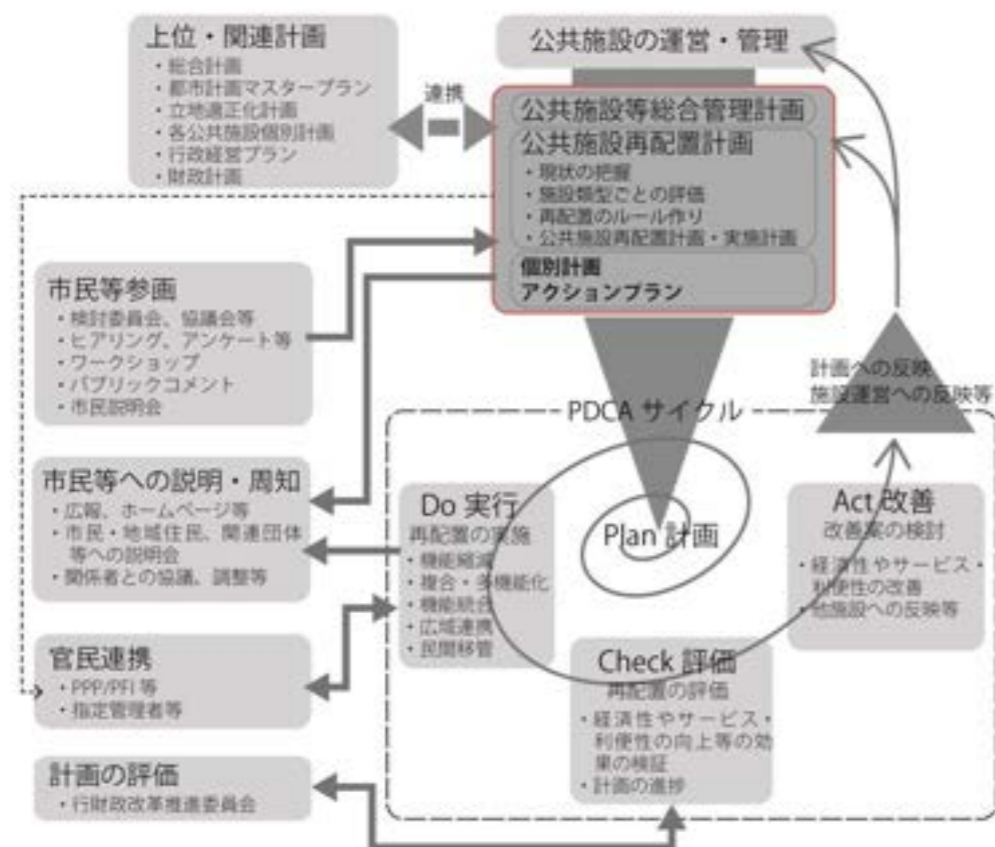 上位・関連計画
・総合計画
・都市計画マスタープラン
・立地適正化計画
・各公共施設個別計画
・行政経営プラン
・財政計画
連携
公共施設の運営・管理
公共施設等総合管理計画
公共施設再配置計画
・現状の把握
・施設類型ごとの評価
・再配置のルール作り
・公共施設再配置計画・実施計画
個別計画
アクションプラン
市民等参画
・検討委員会、協議会等
・ヒアリング、アンケート等
・ワークショップ
・パブリックコメント
・市民説明会
計画への反映
施設運営への反映等
PDCA サイクル
市民等への説明・周知
・広報、ホームページ等
・市民・地域住民、関連団体
等への説明会
・関係者との協議、調整等
Do 実行
再配置の実施
・機能縮減
・複合・多機能化
・機能統合
・広域連携
・民間移管
Plan 計画
Act 改善
改善案の検討
・経済性やサービス・
利便性の改善
・他施設への反映等
官民連携
・PPP/PFI 等
・指定管理者等
Check 評価
再配置の評価
・経済性やサービス・
利便性の向上等の効
果の検証
・計画の進捗
計画の評価
・行財政改革推進委員会